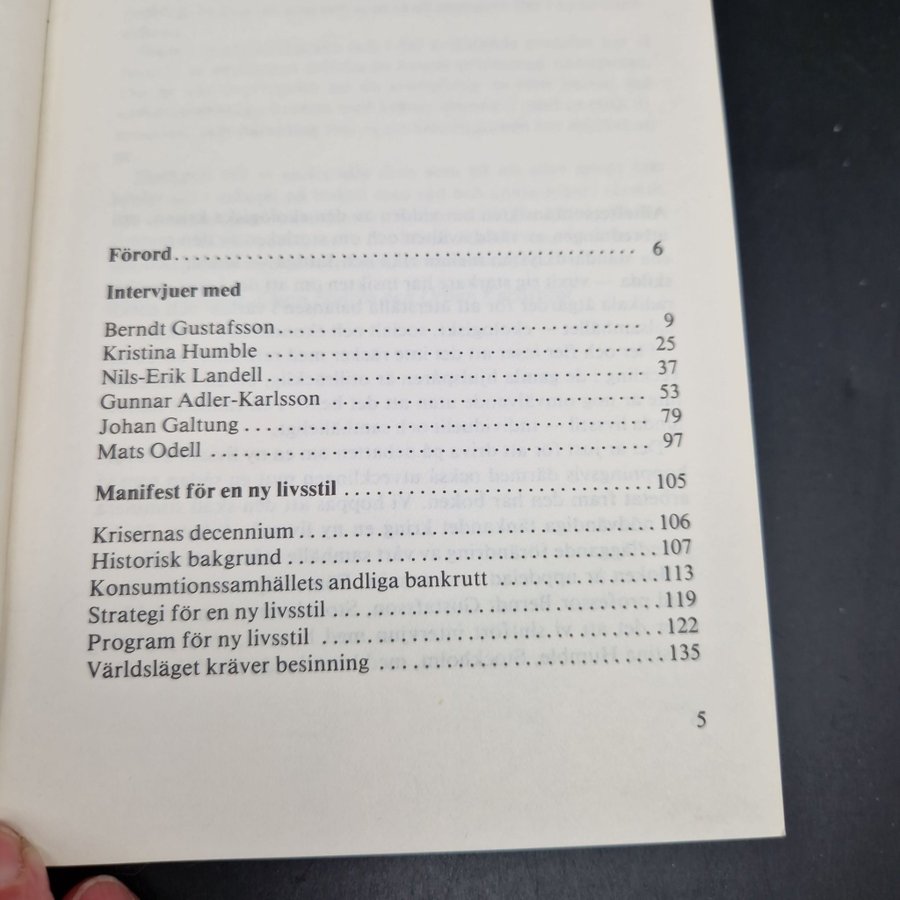 Förord.................................................. 6
Intervjuer med
Berndt Gustafsson........................................ 9
Kristina Humble ......................................... 25
Nils-Erik Landell........................................ 37
Gunnar Adler-Karlsson ................................... 53
Johan Galtung............................................ 79
Mats Odell .............................................. 97
Manifest för en ny livsstil ............................. 105
Krisernas decennium...................................... 106
Historisk bakgrund ...................................... 107
Konsumtionssamhällets andliga bankrutt .................. 113
Strategi för en ny livsstil ............................. 119
Program för ny livsstil ................................. 122
Världsläget kräver besinning ............................ 135
5